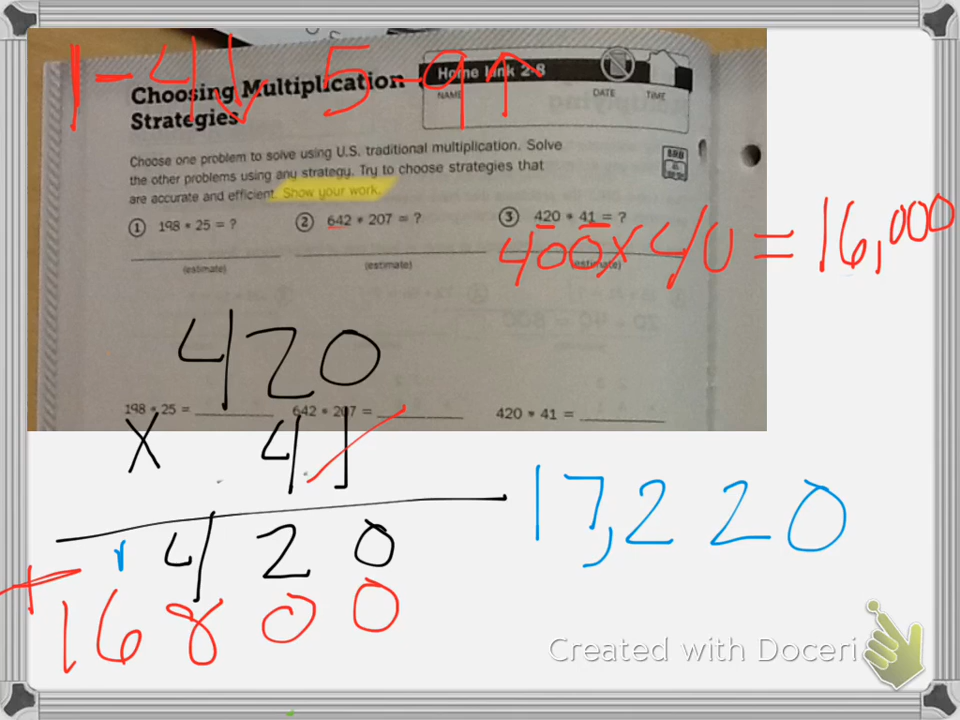 1-4↓ 5-9↑
Choosing Multiplication
Strategies
Home Link 2-8
NAME DATE TIME
SRB
Choose one problem to solve using U.S. traditional multiplication. Solve
the other problems using any strategy. Try to choose strategies that
are accurate and efficient. Show your work.
① 198 * 25 = ? ② 642 * 207 = ? ③ 420 * 41 = ?
400 x 40 = 16,000
(estimate) (estimate) (estimate)
420
198 * 25 = 642 * 207 = 420 * 41 =
X 41
17,220
1 420
+ 16800
Created with Doceri